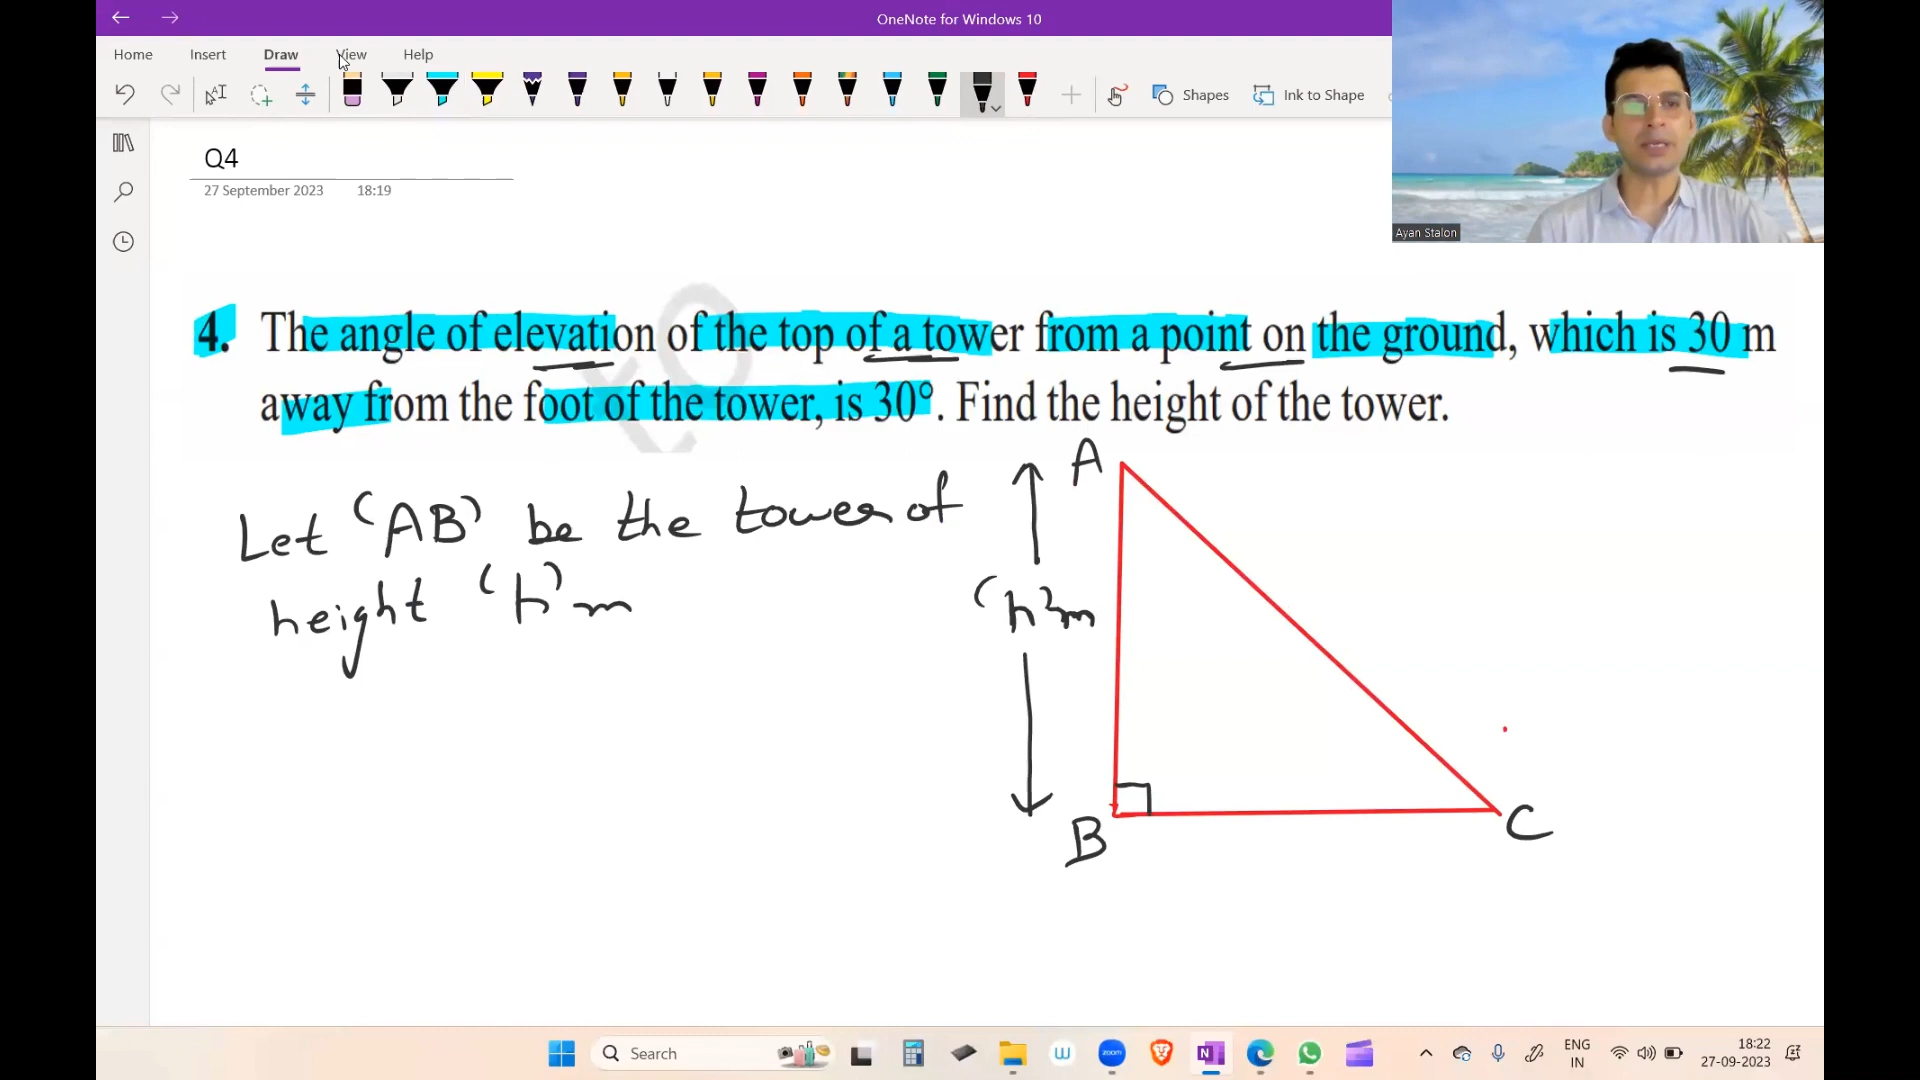 OneNote for Windows 10
Home Insert Draw View Help
Shapes Ink to Shape
Ayan Stalon
Q4
27 September 2023 18:19
4. The angle of elevation of the top of a tower from a point on the ground, which is 30 m
away from the foot of the tower, is 30°. Find the height of the tower.
Let 'AB' be the tower of
height 'h' m
A
'h' m
B
C
Search
zoom
ENG
IN
18:22
27-09-2023